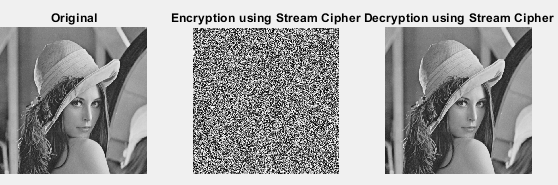 Original
Encryption using Stream Cipher
Decryption using Stream Cipher